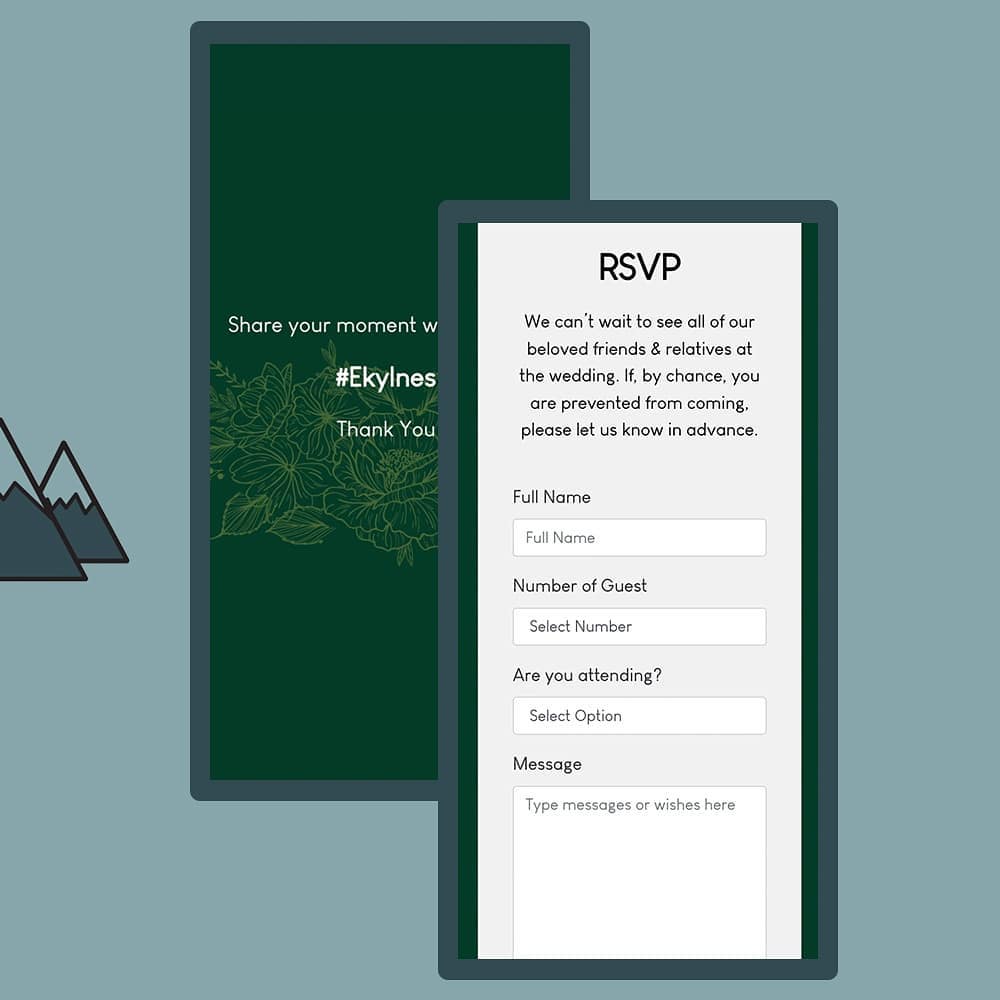 Share your moment w
#EkyInes
Thank You
RSVP
We can't wait to see all of our
beloved friends & relatives at
the wedding. If, by chance, you
are prevented from coming,
please let us know in advance.
Full Name
Full Name
Number of Guest
Select Number
Are you attending?
Select Option
Message
Type messages or wishes here